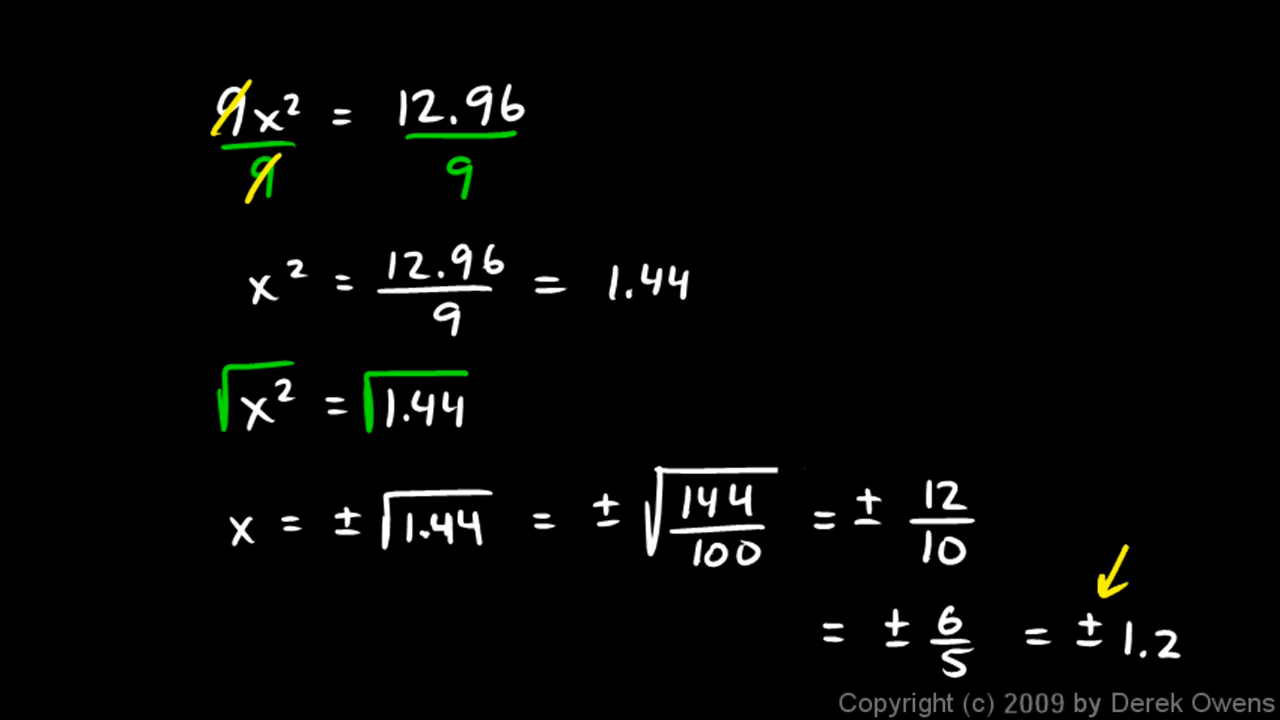 9x² / 9 = 12.96 / 9
x² = 12.96 / 9 = 1.44
√x² = √1.44
x = ± √1.44 = ± √(144 / 100) = ± 12 / 10
= ± 6 / 5 = ± 1.2
Copyright (c) 2009 by Derek Owens